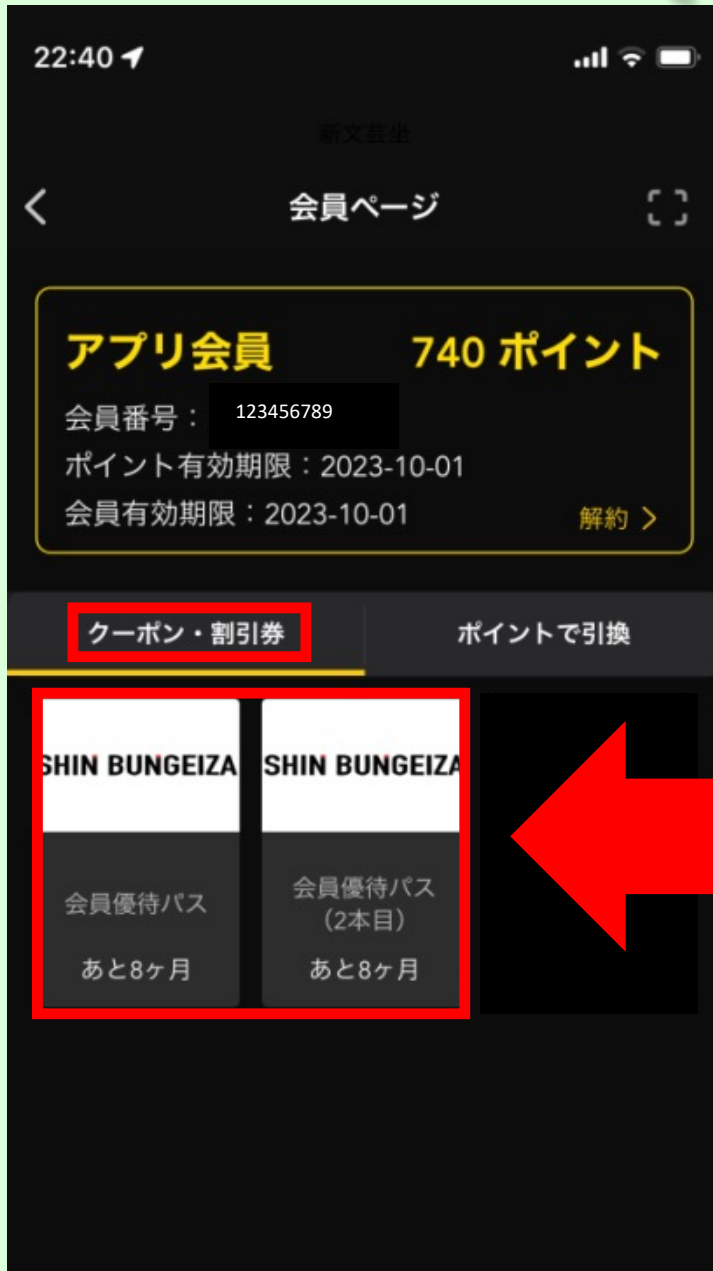 22:40
新文芸坐
会員ページ
アプリ会員 740 ポイント
会員番号： 123456789
ポイント有効期限：2023-10-01
会員有効期限：2023-10-01 解約
クーポン・割引券 ポイントで引換
SHIN BUNGEIZA SHIN BUNGEIZA
会員優待パス 会員優待パス
（2本目）
あと8ヶ月 あと8ヶ月